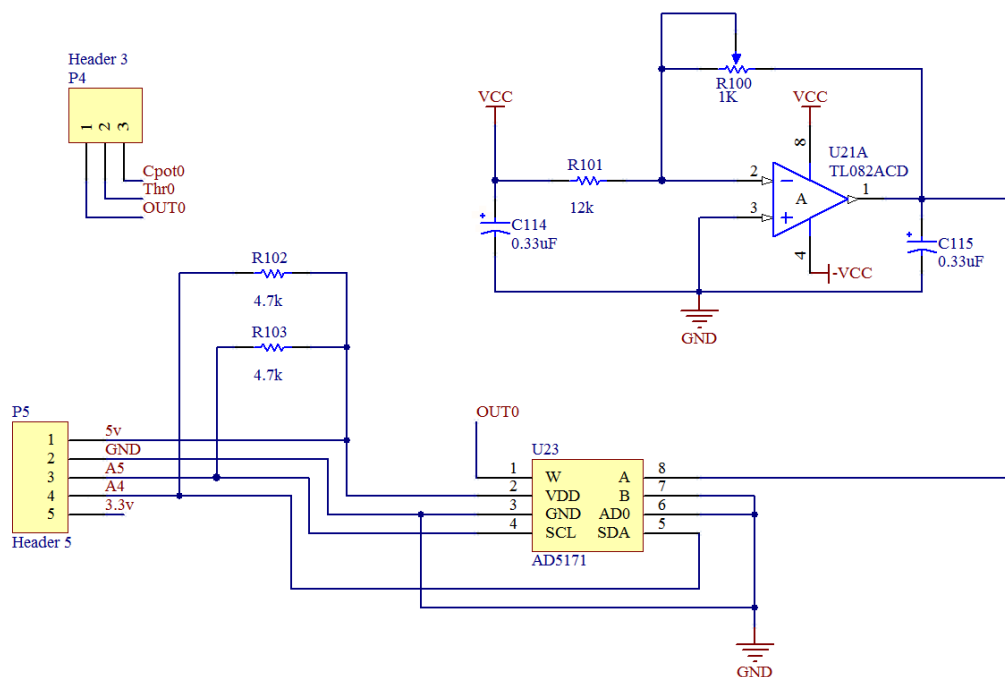 Header 3
P4
1
2
3
Cpot0
Thr0
OUT0
VCC
R100
1K
VCC
8
U21A
TL082ACD
R101
12k
2
3
A
1
4
-VCC
C114
0.33uF
C115
0.33uF
GND
R102
4.7k
R103
4.7k
P5
1 5v
2 GND
3 A5
4 A4
5 3.3v
Header 5
OUT0
U23
1 W A 8
2 VDD B 7
3 GND AD0 6
4 SCL SDA 5
AD5171
GND